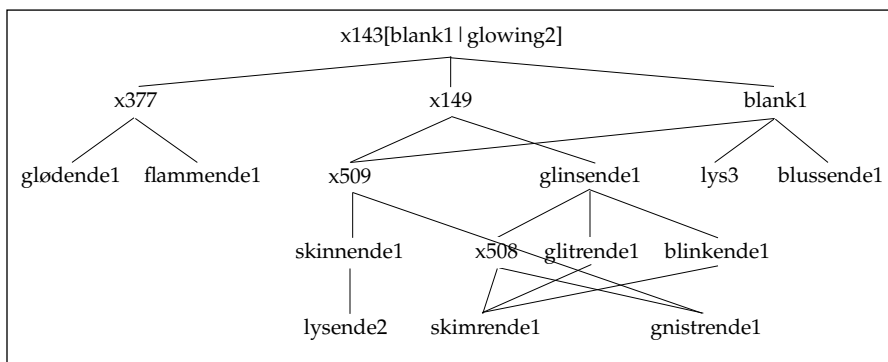 x143[blank1|glowing2]
x377 x149 blank1
glødende1 flammende1 x509 glinsende1 lys3 blussende1
skinnende1 x508 glitrende1 blinkende1
lysende2 skimrende1 gnistrende1